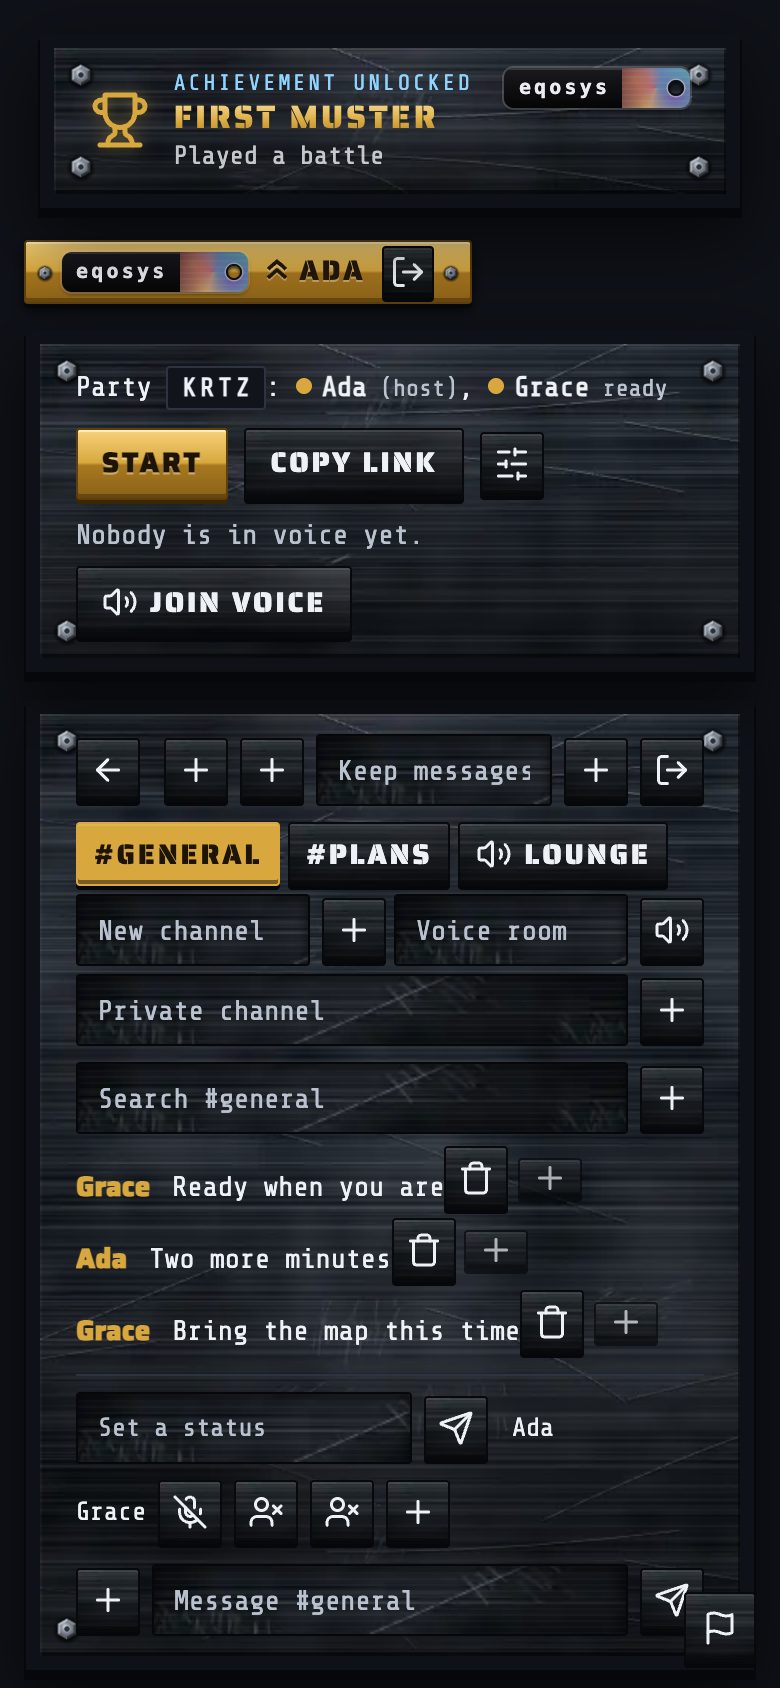 ACHIEVEMENT UNLOCKED
eqosys
FIRST MUSTER
Played a battle
eqosys ADA
Party KRTZ: Ada (host), Grace ready
START COPY LINK
Nobody is in voice yet.
JOIN VOICE
Keep messages
#GENERAL #PLANS LOUNGE
New channel Voice room
Private channel
Search #general
Grace Ready when you are
Ada Two more minutes
Grace Bring the map this time
Set a status Ada
Grace
Message #general